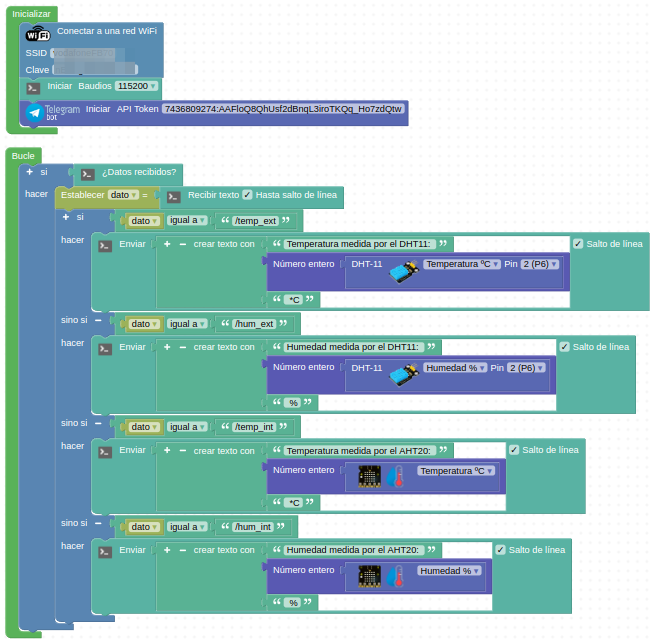 Inicializar
WiFi Conectar a una red WiFi
SSID
Clave
Iniciar Baudios 115200
Telegram bot Iniciar API Token 7436809274:AAFloQ8QhUsf2dBnqL3iroTKQq_Ho7zdQtw
Bucle
+ si ¿Datos recibidos?
hacer Establecer dato = Recibir texto ✓ Hasta salto de línea
+ si dato igual a “ /temp_ext ”
hacer Enviar + − crear texto con “ Temperatura medida por el DHT11: ” ✓ Salto de línea
Número entero DHT-11 Temperatura ºC Pin 2 (P6)
“ *C ”
sino si − dato igual a “ /hum_ext ”
hacer Enviar + − crear texto con “ Humedad medida por el DHT11: ” ✓ Salto de línea
Número entero DHT-11 Humedad % Pin 2 (P6)
“ % ”
sino si − dato igual a “ /temp_int ”
hacer Enviar + − crear texto con “ Temperatura medida por el AHT20: ” ✓ Salto de línea
Número entero Temperatura ºC
“ *C ”
sino si − dato igual a “ /hum_int ”
hacer Enviar + − crear texto con “ Humedad medida por el AHT20: ” ✓ Salto de línea
Número entero Humedad %
“ % ”